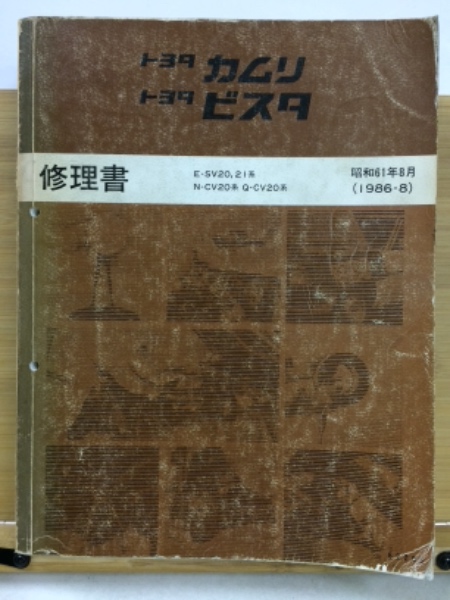 トヨタ カムリ
トヨタ ビスタ
修理書
E-SV20,21系
N-CV20系 Q-CV20系
昭和61年8月
(1986-8)